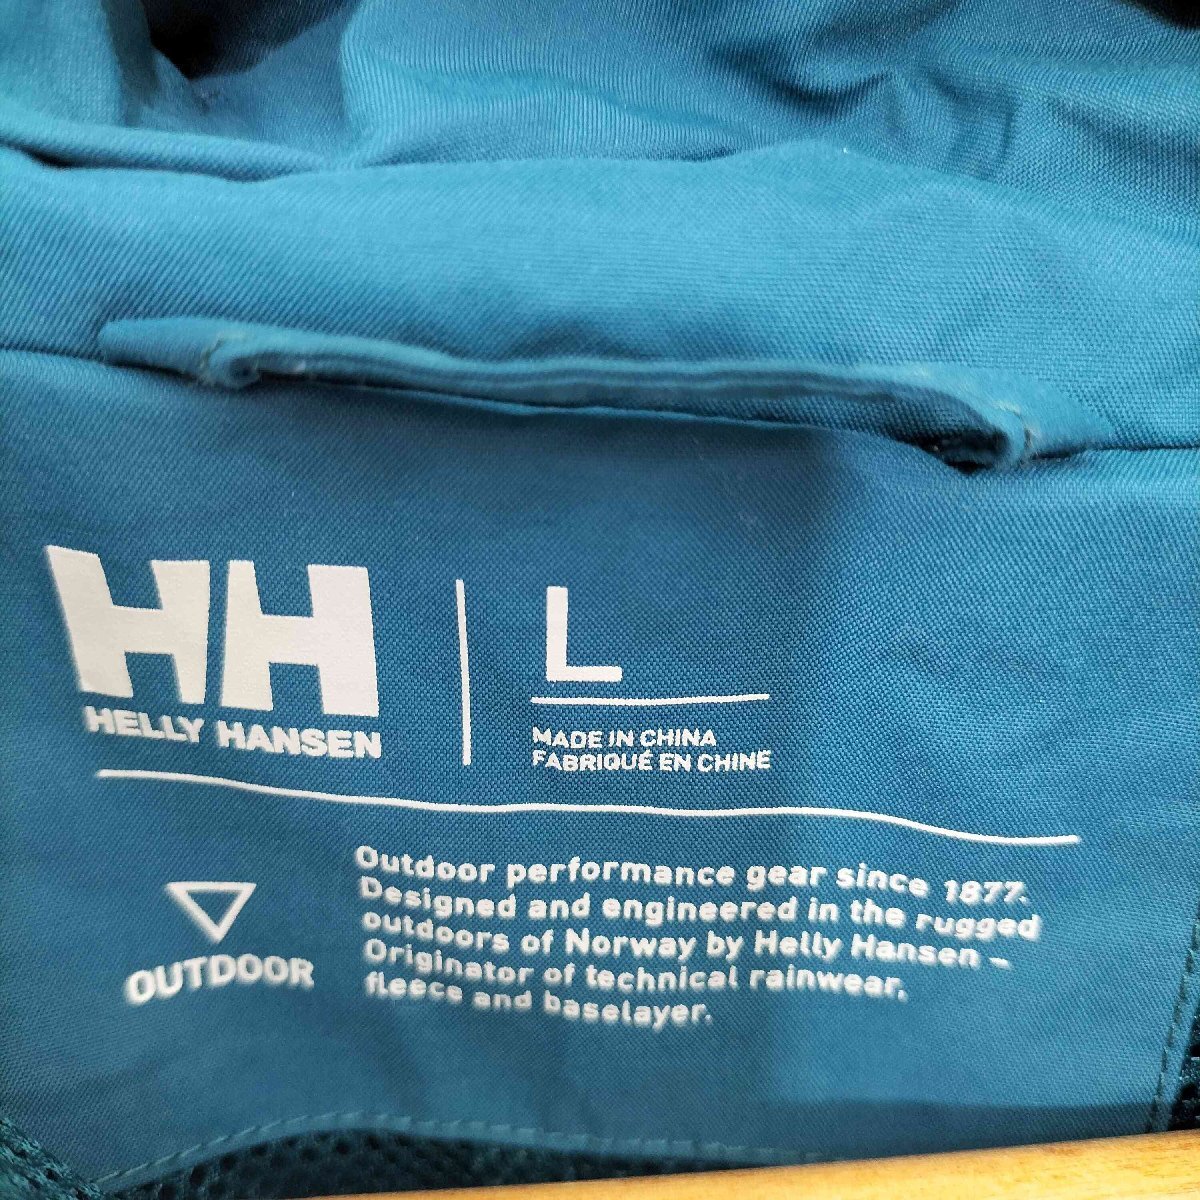 HH
HELLY HANSEN
L
MADE IN CHINA
FABRIQUÉ EN CHINE
OUTDOOR
Outdoor performance gear since 1877.
Designed and engineered in the rugged
outdoors of Norway by Helly Hansen –
Originator of technical rainwear,
fleece and baselayer.